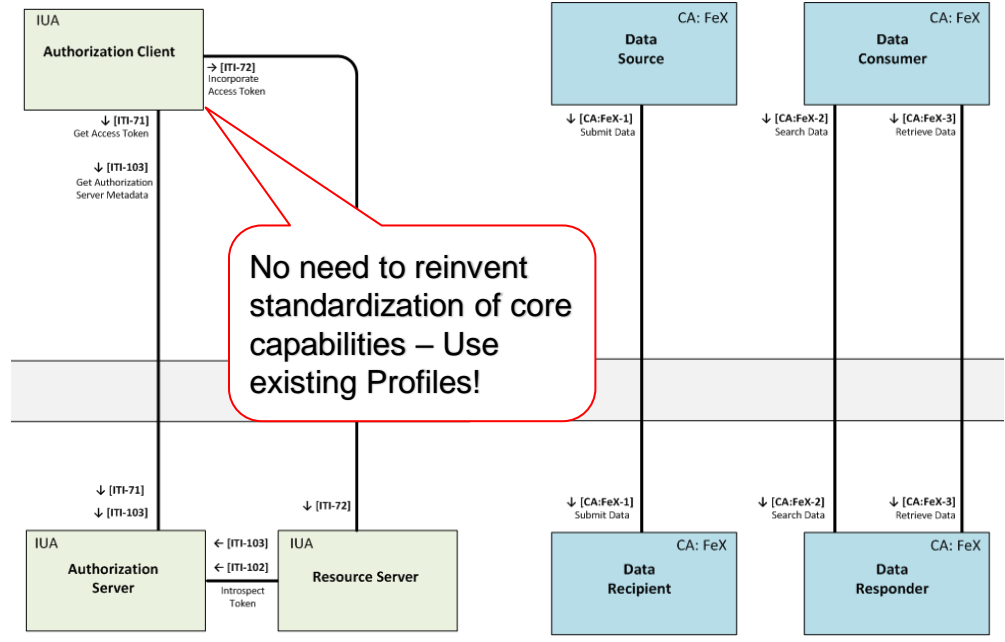 IUA
Authorization Client
→ [ITI-72]
Incorporate
Access Token
↓ [ITI-71]
Get Access Token
↓ [ITI-103]
Get Authorization
Server Metadata
CA: FeX
Data
Source
↓ [CA:FeX-1]
Submit Data
CA: FeX
Data
Consumer
↓ [CA:FeX-2]
Search Data
↓ [CA:FeX-3]
Retrieve Data
No need to reinvent
standardization of core
capabilities – Use
existing Profiles!
↓ [ITI-71]
↓ [ITI-103]
↓ [ITI-72]
↓ [CA:FeX-1]
Submit Data
↓ [CA:FeX-2]
Search Data
↓ [CA:FeX-3]
Retrieve Data
IUA
Authorization
Server
← [ITI-103]
← [ITI-102]
Introspect
Token
IUA
Resource Server
CA: FeX
Data
Recipient
CA: FeX
Data
Responder